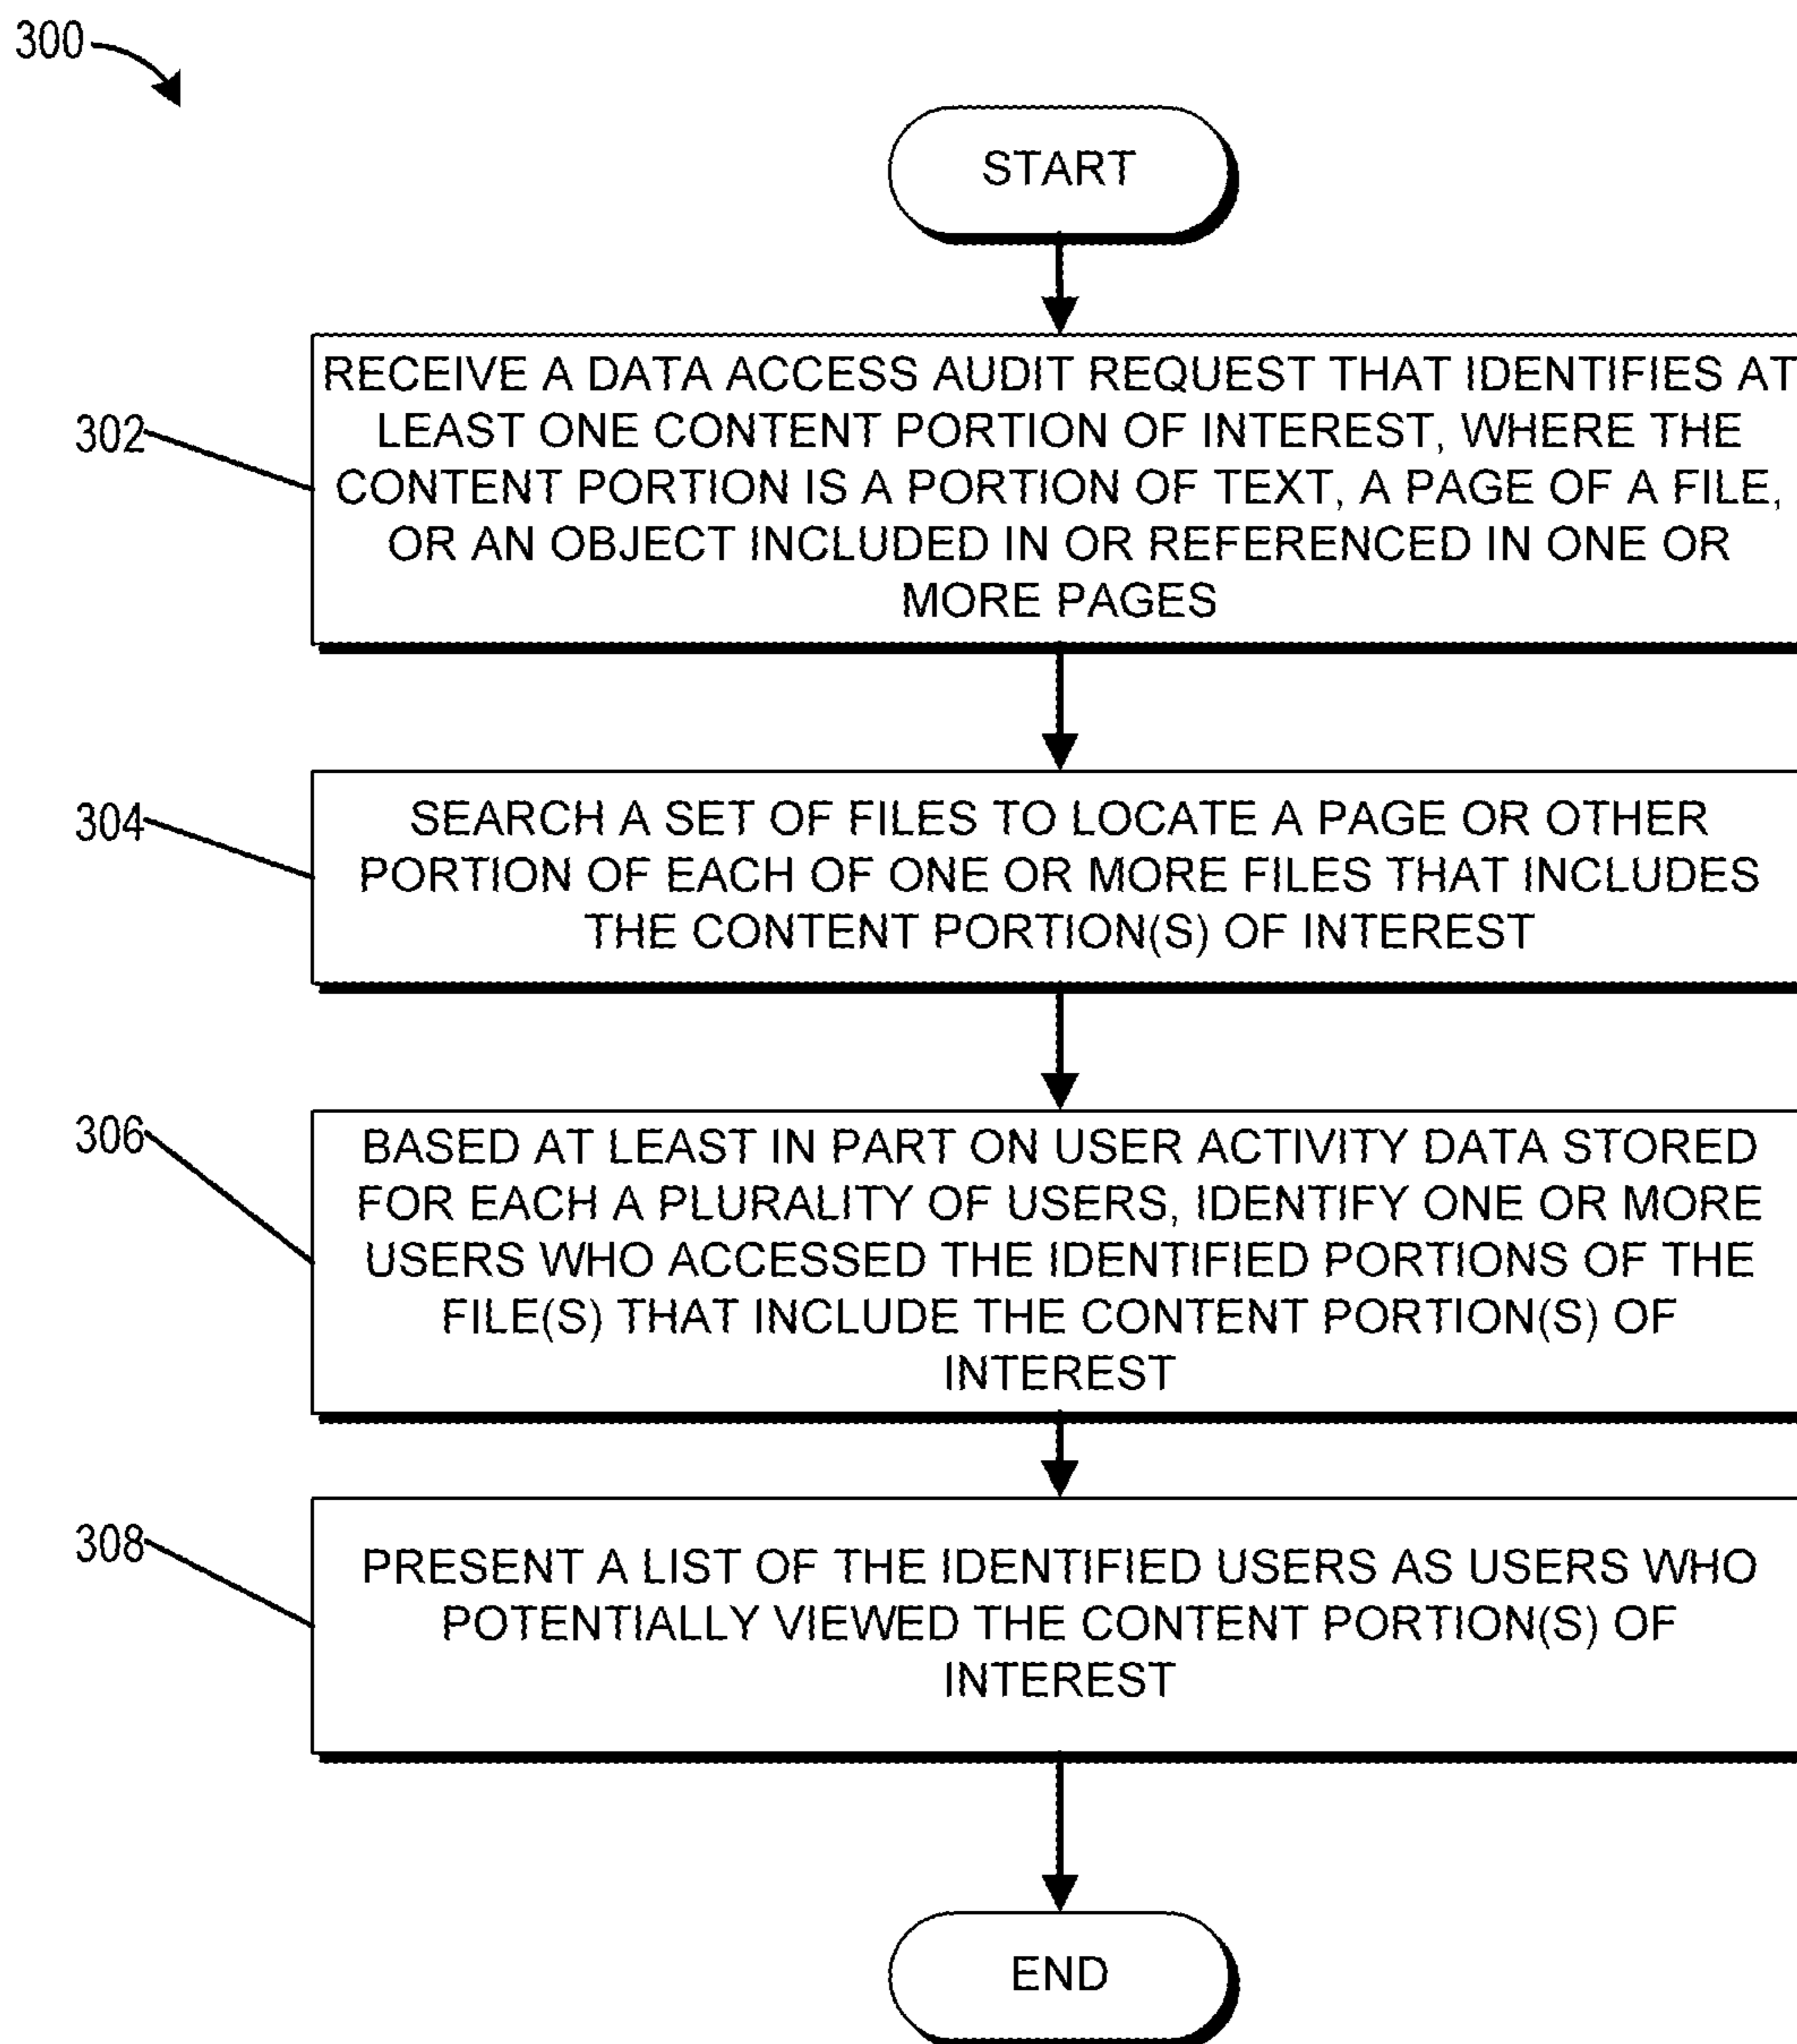 300
START
302
RECEIVE A DATA ACCESS AUDIT REQUEST THAT IDENTIFIES AT
LEAST ONE CONTENT PORTION OF INTEREST, WHERE THE
CONTENT PORTION IS A PORTION OF TEXT, A PAGE OF A FILE,
OR AN OBJECT INCLUDED IN OR REFERENCED IN ONE OR
MORE PAGES
304
SEARCH A SET OF FILES TO LOCATE A PAGE OR OTHER
PORTION OF EACH OF ONE OR MORE FILES THAT INCLUDES
THE CONTENT PORTION(S) OF INTEREST
306
BASED AT LEAST IN PART ON USER ACTIVITY DATA STORED
FOR EACH A PLURALITY OF USERS, IDENTIFY ONE OR MORE
USERS WHO ACCESSED THE IDENTIFIED PORTIONS OF THE
FILE(S) THAT INCLUDE THE CONTENT PORTION(S) OF
INTEREST
308
PRESENT A LIST OF THE IDENTIFIED USERS AS USERS WHO
POTENTIALLY VIEWED THE CONTENT PORTION(S) OF
INTEREST
END